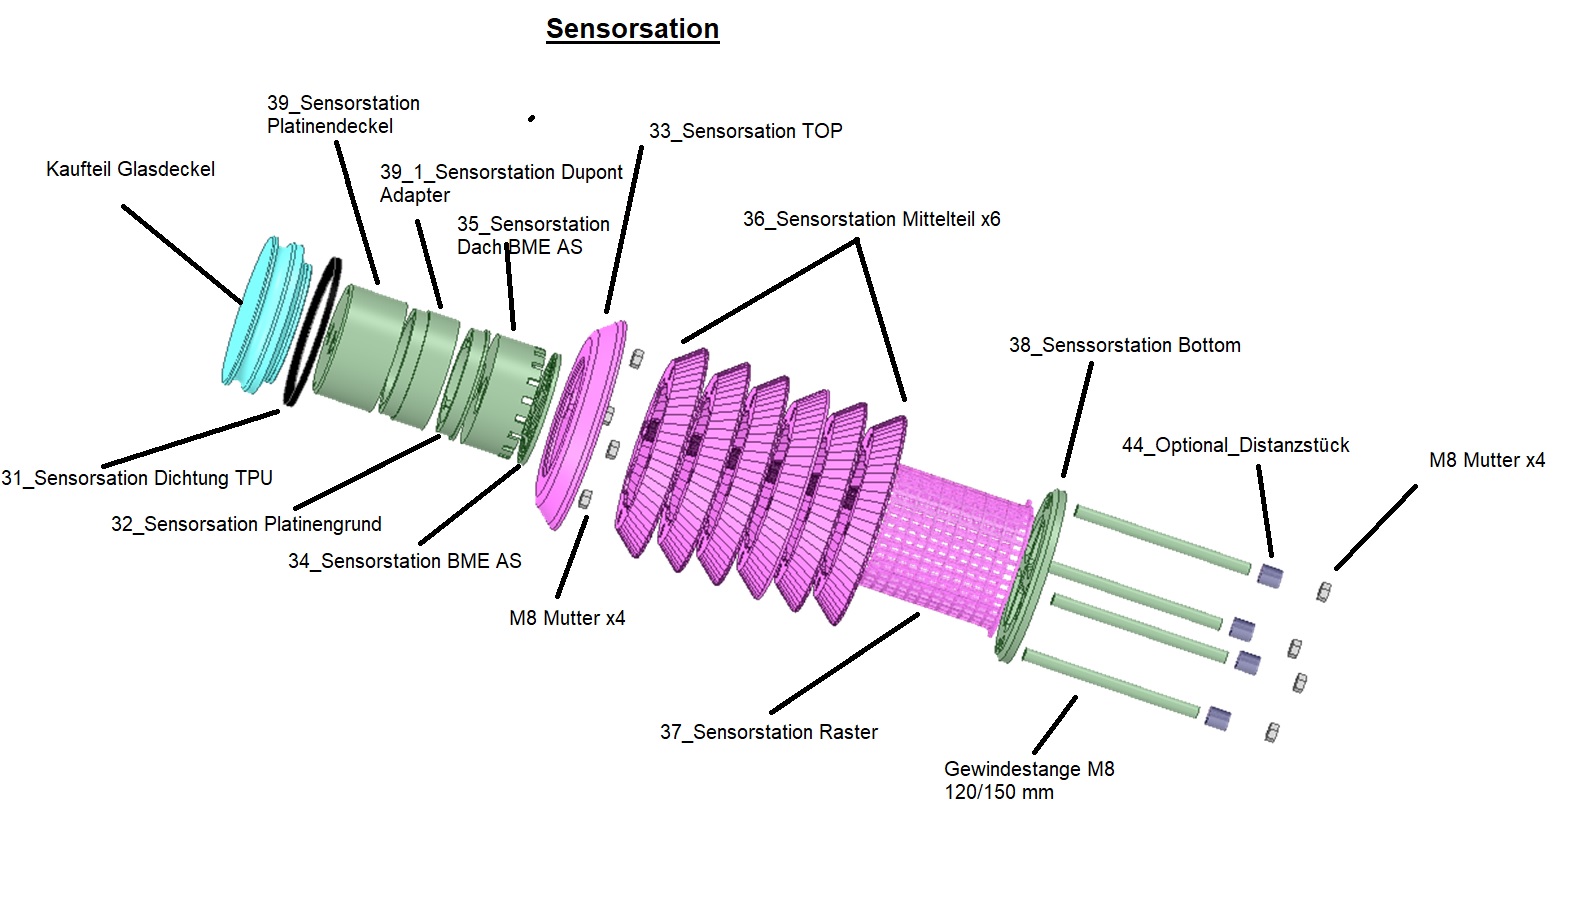 Sensorsation
39_Sensorstation
Platinendeckel
33_Sensorsation TOP
Kaufteil Glasdeckel
39_1_Sensorstation Dupont
Adapter
35_Sensorstation
Dach BME AS
36_Sensorstation Mittelteil x6
38_Senssorstation Bottom
44_Optional_Distanzstück
M8 Mutter x4
31_Sensorsation Dichtung TPU
32_Sensorsation Platinengrund
34_Sensorstation BME AS
M8 Mutter x4
37_Sensorstation Raster
Gewindestange M8
120/150 mm